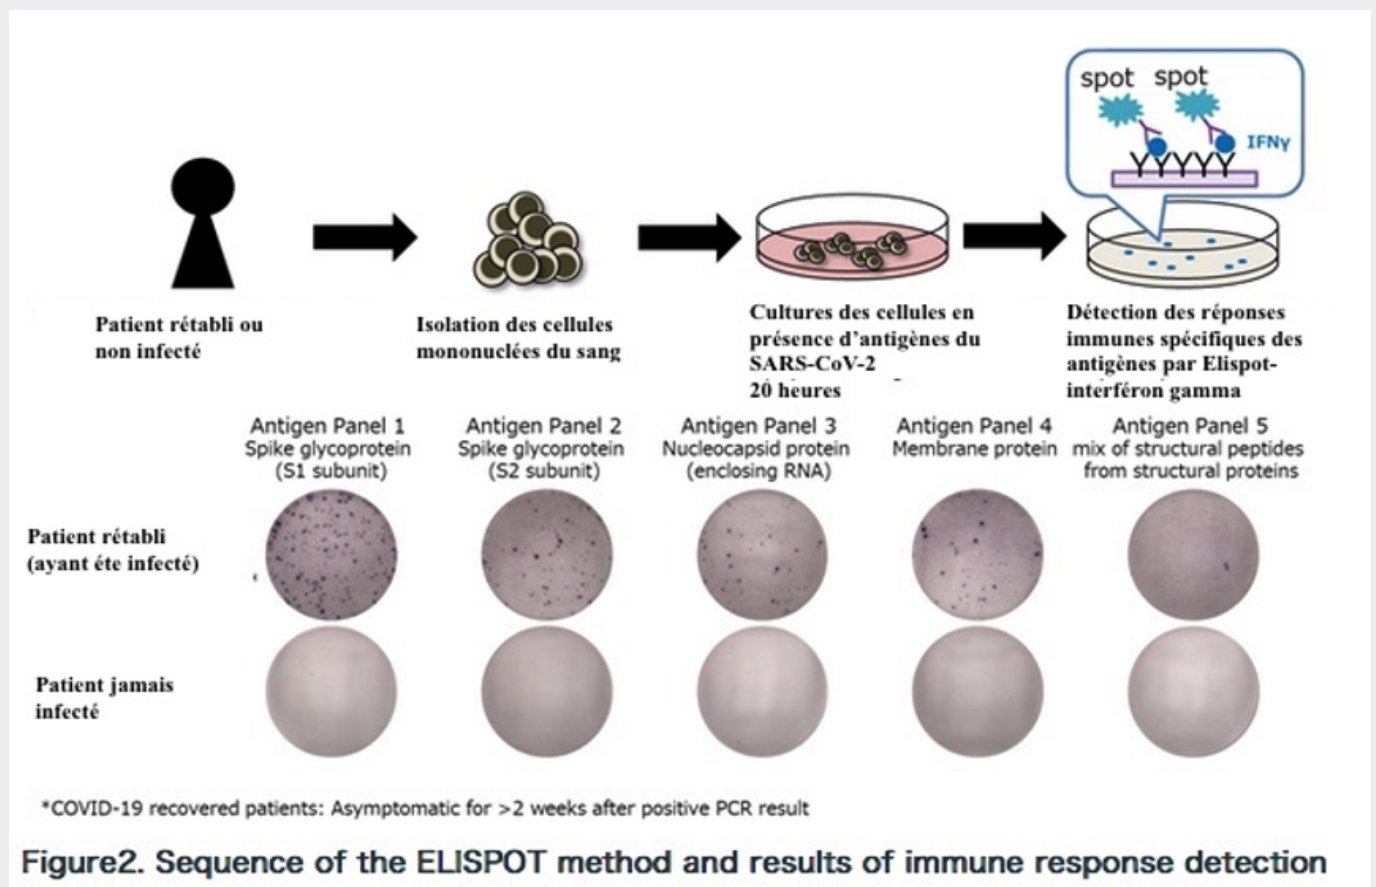 spot spot
IFNγ
Patient rétabli ou
non infecté
Isolation des cellules
mononuclées du sang
Cultures des cellules en
présence d’antigènes du
SARS-CoV-2
20 heures
Détection des réponses
immunes spécifiques des
antigènes par Elispot-
interféron gamma
Antigen Panel 1
Spike glycoprotein
(S1 subunit)
Antigen Panel 2
Spike glycoprotein
(S2 subunit)
Antigen Panel 3
Nucleocapsid protein
(enclosing RNA)
Antigen Panel 4
Membrane protein
Antigen Panel 5
mix of structural peptides
from structural proteins
Patient rétabli
(ayant éte infecté)
Patient jamais
infecté
*COVID-19 recovered patients: Asymptomatic for >2 weeks after positive PCR result
Figure2. Sequence of the ELISPOT method and results of immune response detection